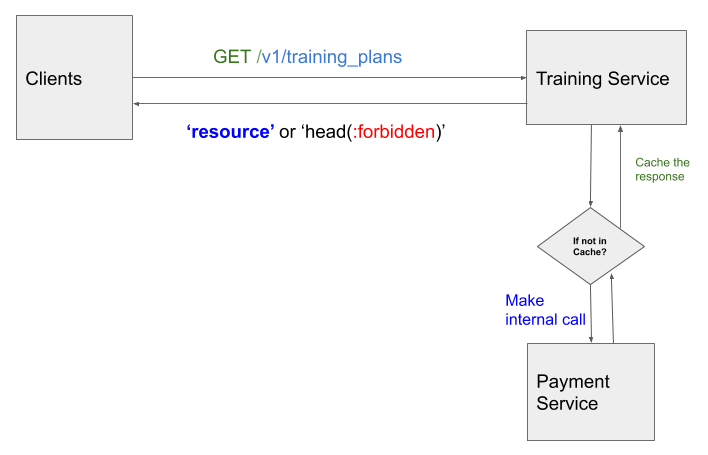 GET /v1/training_plans
Clients
Training Service
‘resource’ or ‘head(:forbidden)’
Cache the
response
If not in
Cache?
Make
internal call
Payment
Service